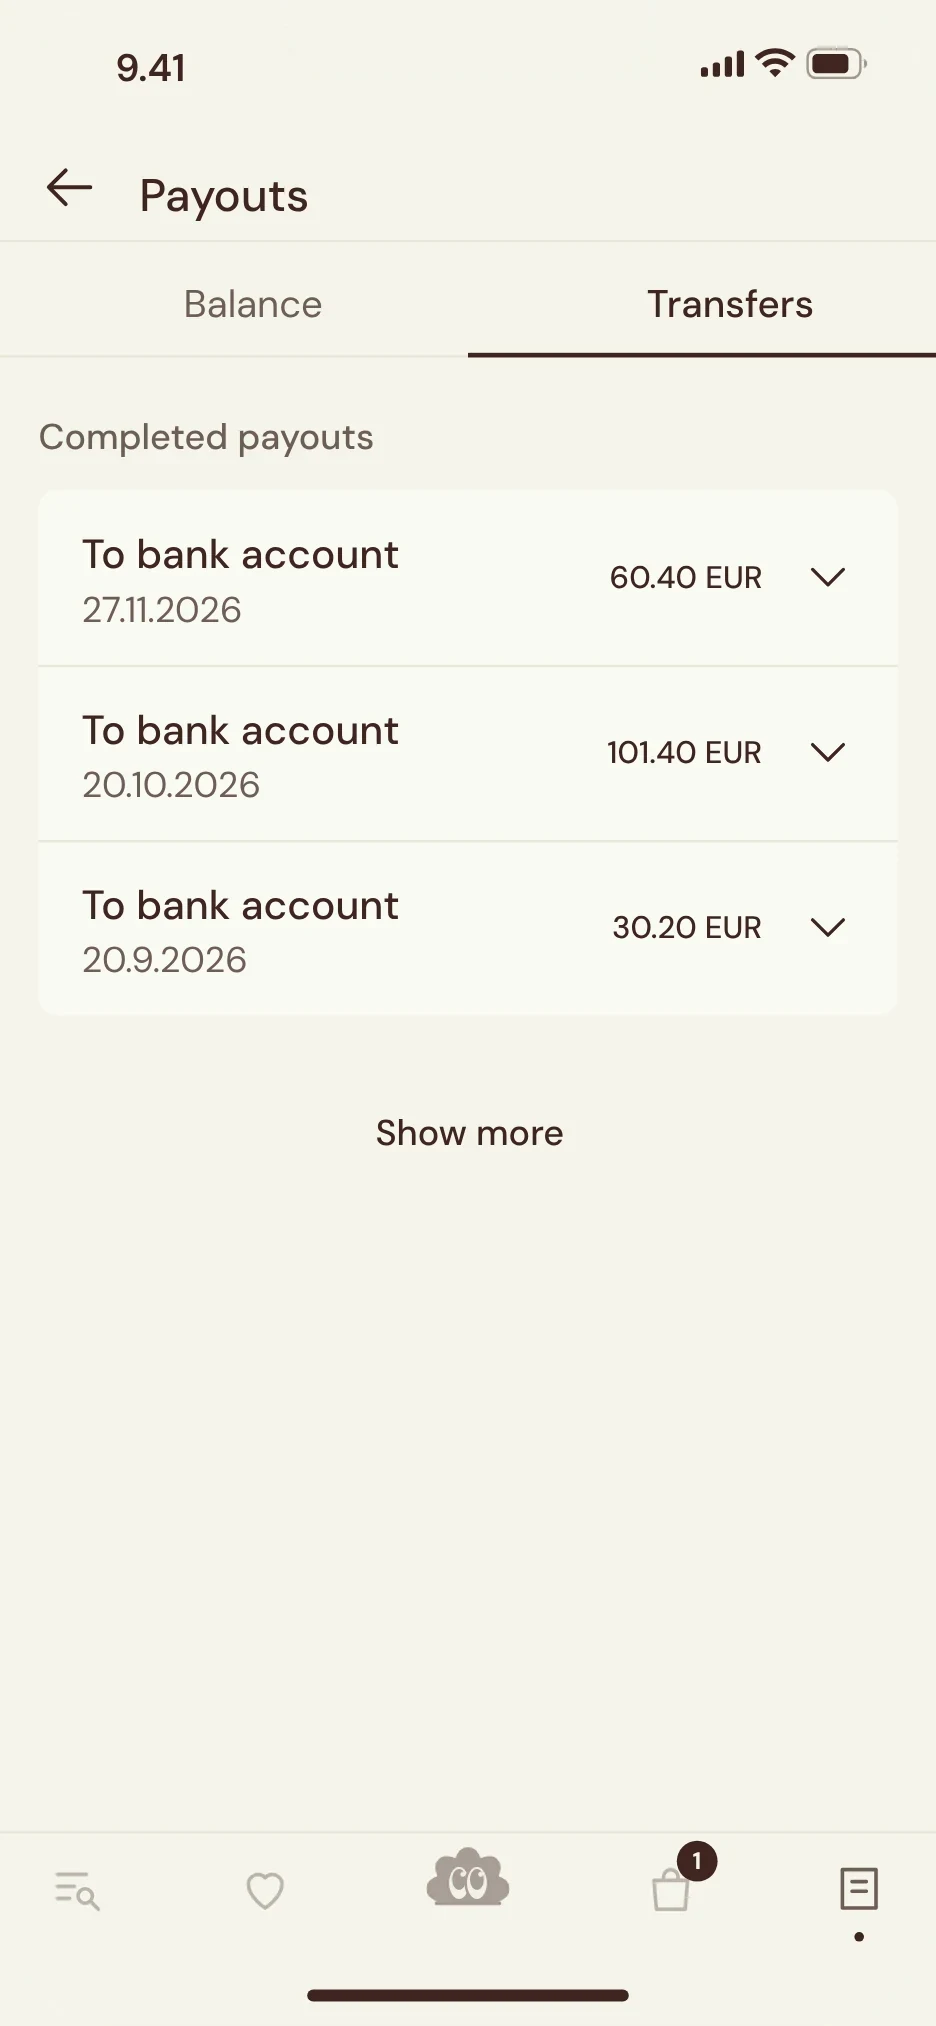 9.41
Payouts
Balance
Transfers
Completed payouts
To bank account
60.40 EUR
27.11.2026
To bank account
101.40 EUR
20.10.2026
To bank account
30.20 EUR
20.9.2026
Show more
1